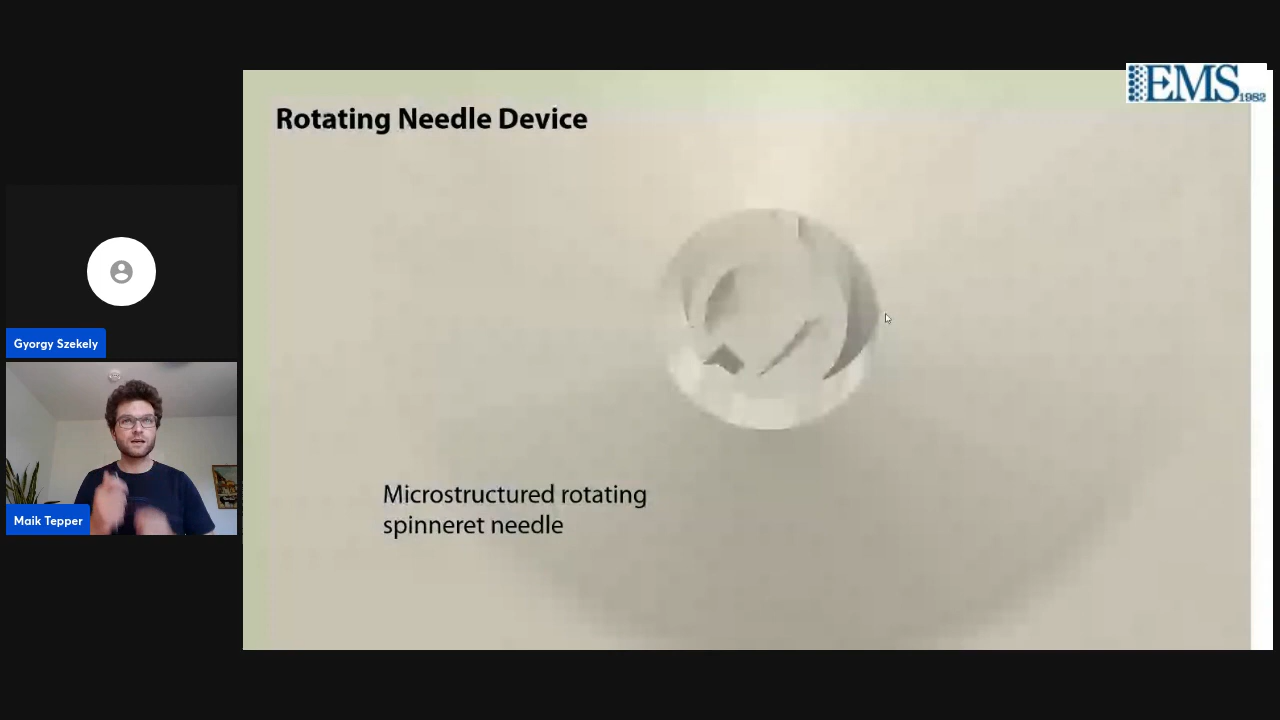 EMS 1982
Rotating Needle Device
Gyorgy Szekely
Microstructured rotating
spinneret needle
Maik Tepper